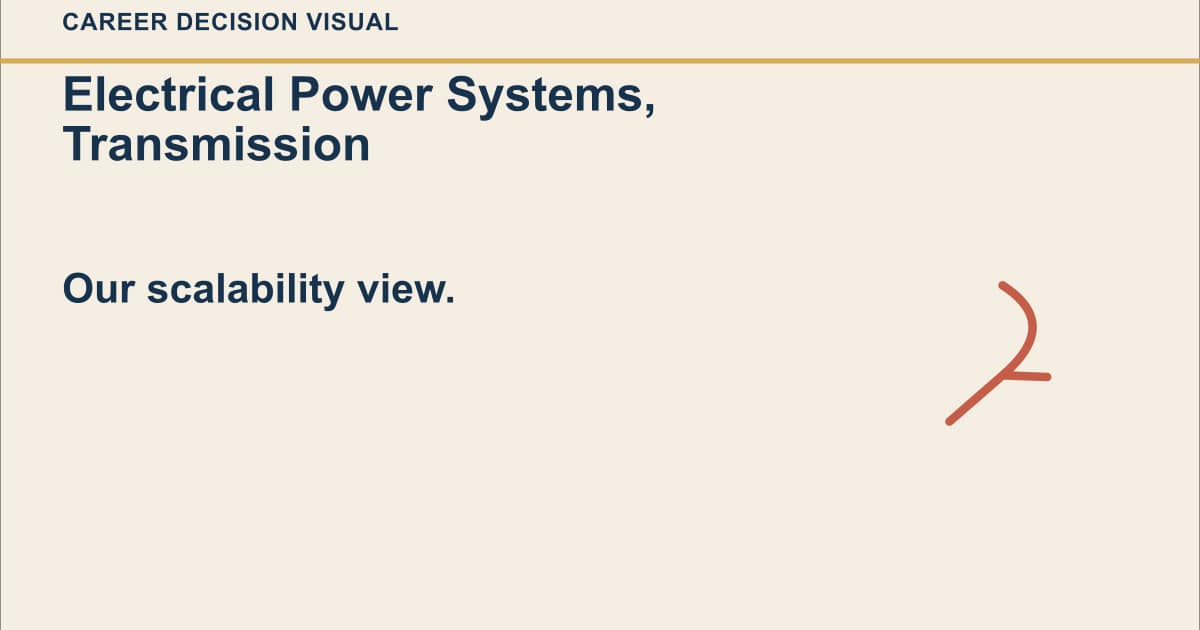 CAREER DECISION VISUAL
Electrical Power Systems,
Transmission
Our scalability view.